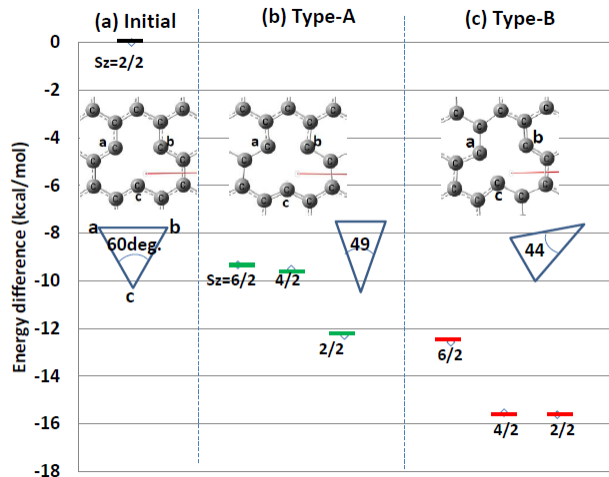 (a) Initial
(b) Type-A
(c) Type-B
Energy difference (kcal/mol)
0
-2
-4
-6
-8
-10
-12
-14
-16
-18
Sz=2/2
a
b
c
a
b
60deg.
c
a
b
c
49
Sz=6/2
4/2
2/2
a
b
c
44
6/2
4/2
2/2